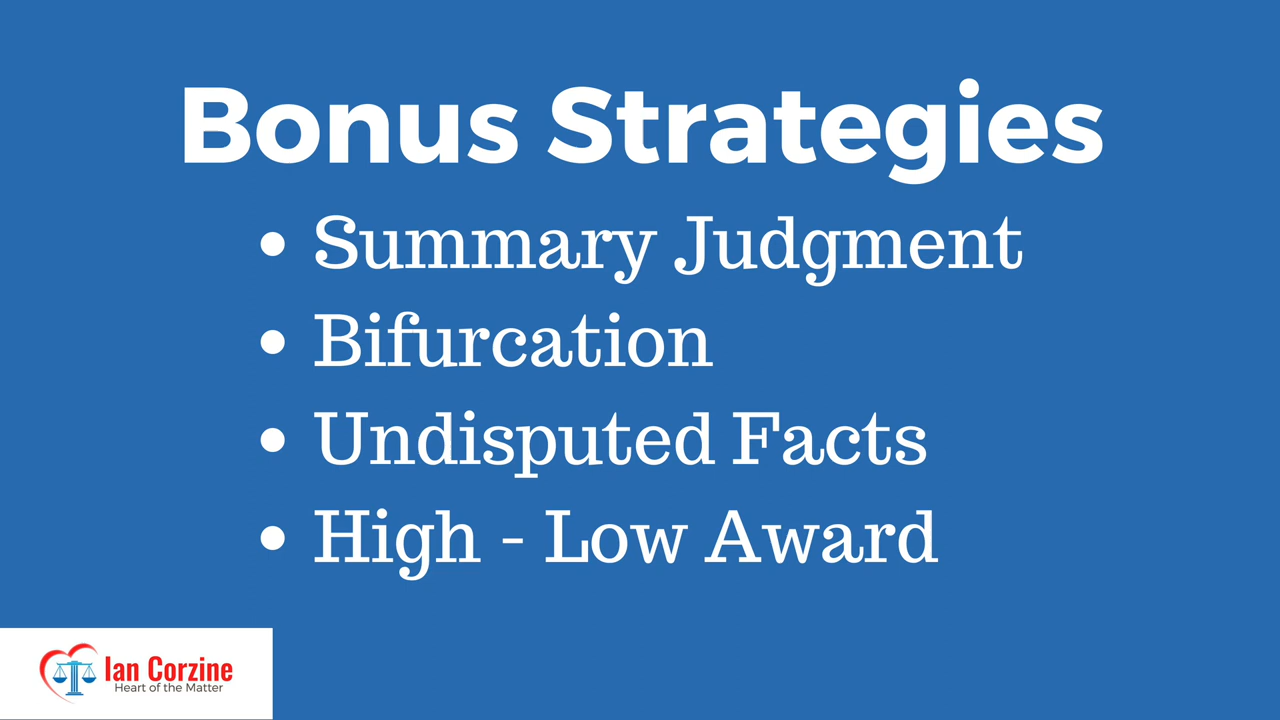 Bonus Strategies
• Summary Judgment
• Bifurcation
• Undisputed Facts
• High - Low Award
Ian Corzine
Heart of the Matter